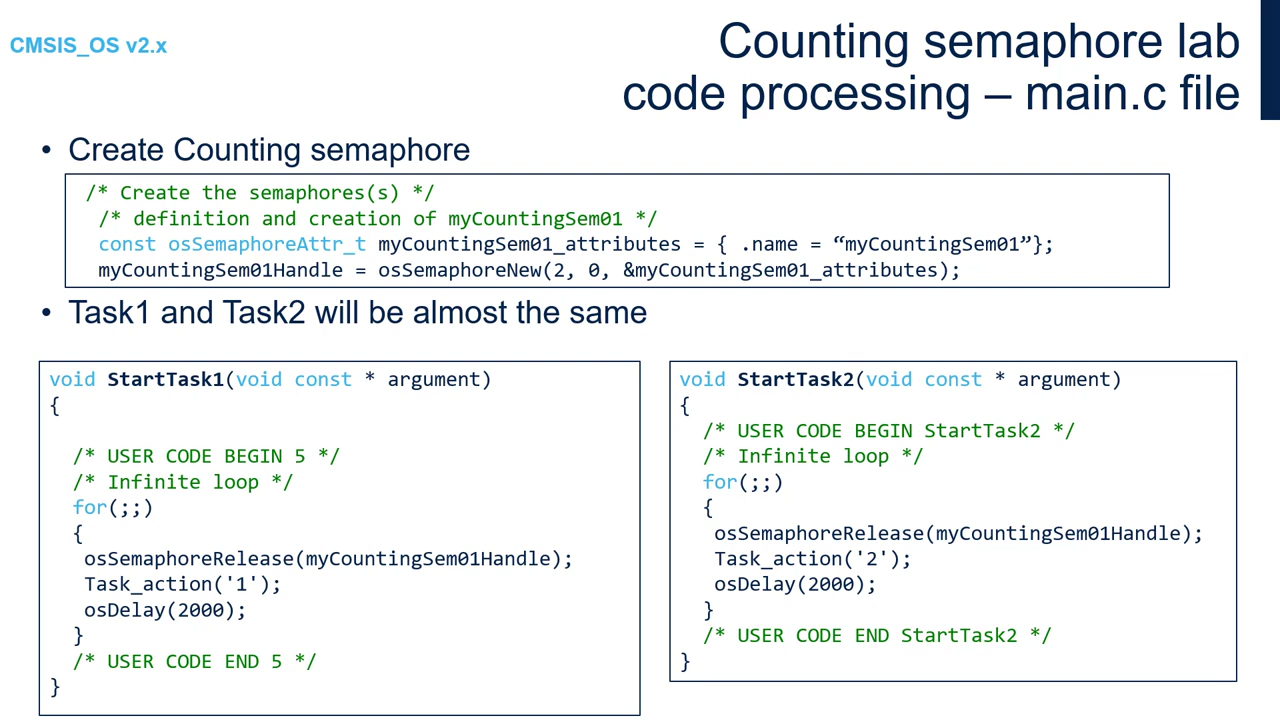 CMSIS_OS v2.x
Counting semaphore lab
code processing – main.c file
• Create Counting semaphore
/* Create the semaphores(s) */
/* definition and creation of myCountingSem01 */
const osSemaphoreAttr_t myCountingSem01_attributes = { .name = “myCountingSem01”};
myCountingSem01Handle = osSemaphoreNew(2, 0, &myCountingSem01_attributes);
• Task1 and Task2 will be almost the same
void StartTask1(void const * argument)
{
/* USER CODE BEGIN 5 */
/* Infinite loop */
for(;;)
{
osSemaphoreRelease(myCountingSem01Handle);
Task_action('1');
osDelay(2000);
}
/* USER CODE END 5 */
}
void StartTask2(void const * argument)
{
/* USER CODE BEGIN StartTask2 */
/* Infinite loop */
for(;;)
{
osSemaphoreRelease(myCountingSem01Handle);
Task_action('2');
osDelay(2000);
}
/* USER CODE END StartTask2 */
}